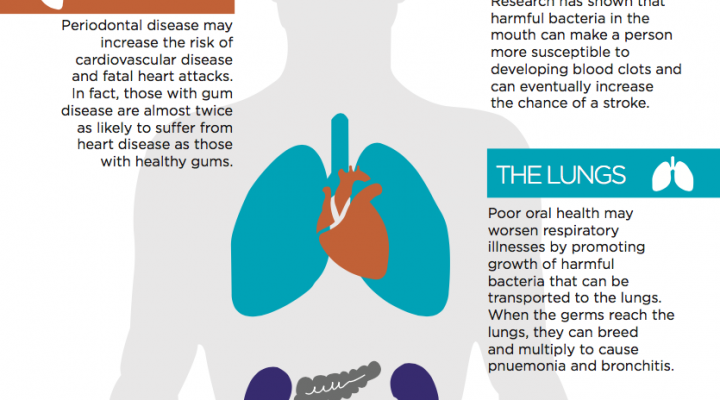 Periodontal disease may
increase the risk of
cardiovascular disease
and fatal heart attacks.
In fact, those with gum
disease are almost twice
as likely to suffer from
heart disease as those
with healthy gums.
Research has shown that
harmful bacteria in the
mouth can make a person
more susceptible to
developing blood clots and
can eventually increase
the chance of a stroke.
THE LUNGS
Poor oral health may
worsen respiratory
illnesses by promoting
growth of harmful
bacteria that can be
transported to the lungs.
When the germs reach the
lungs, they can breed
and multiply to cause
pnuemonia and bronchitis.